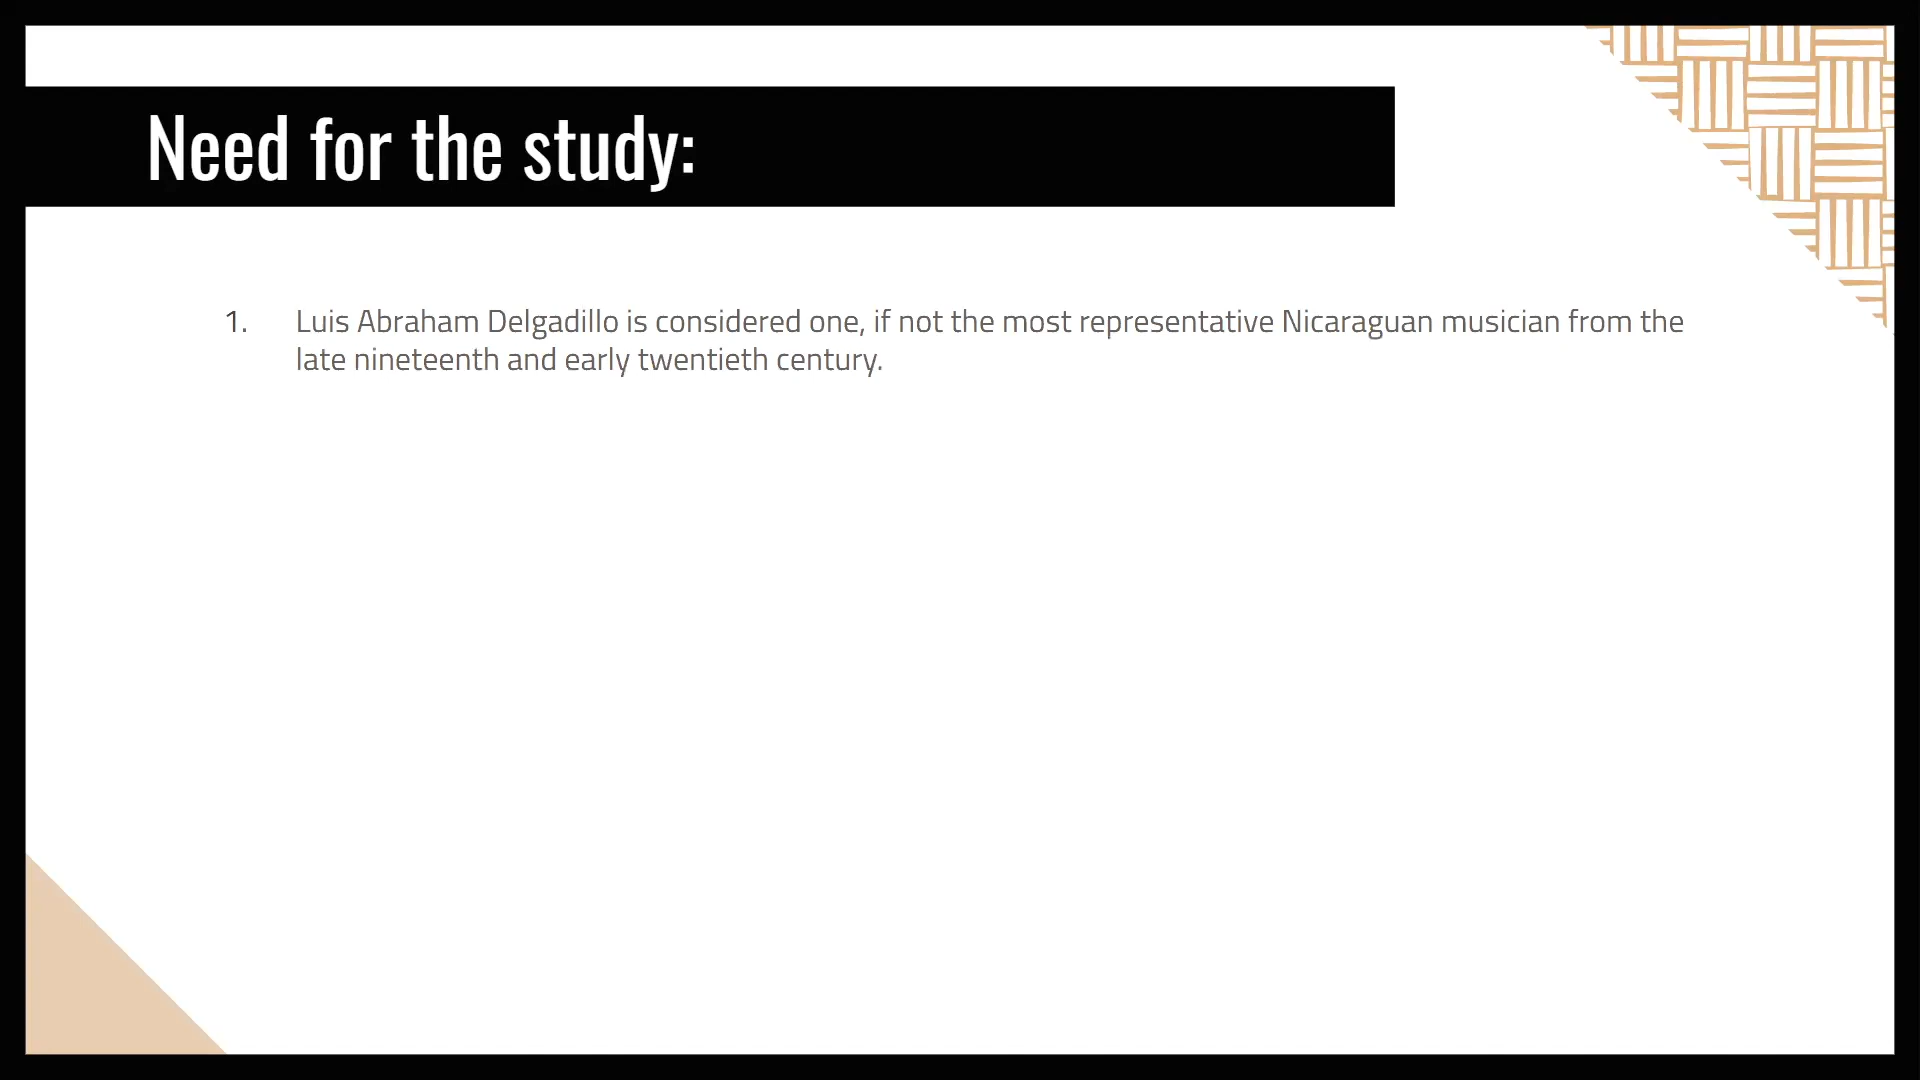 Need for the study:
1. Luis Abraham Delgadillo is considered one, if not the most representative Nicaraguan musician from the
late nineteenth and early twentieth century.